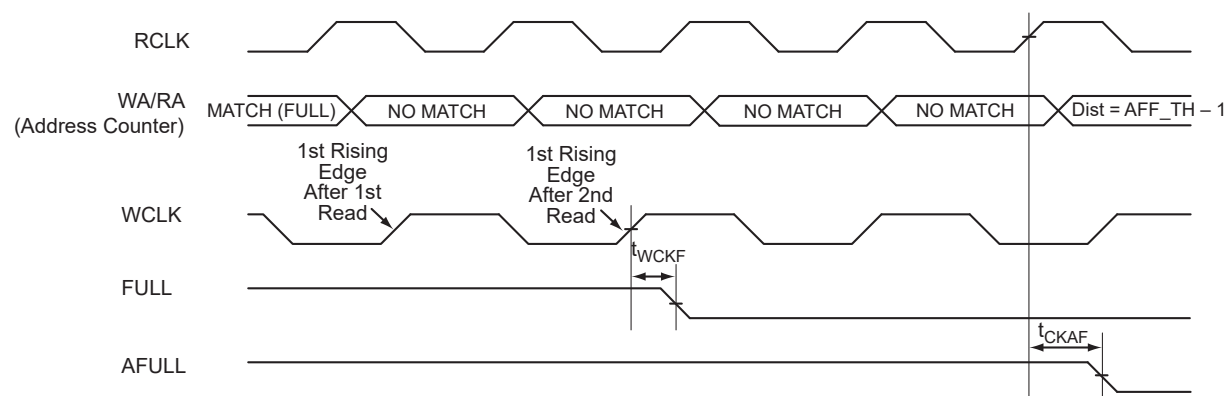 RCLK
WA/RA
(Address Counter)
MATCH (FULL)
NO MATCH
NO MATCH
NO MATCH
NO MATCH
Dist = AFF_TH – 1
1st Rising
Edge
After 1st
Read
1st Rising
Edge
After 2nd
Read
WCLK
tWCKF
FULL
tCKAF
AFULL